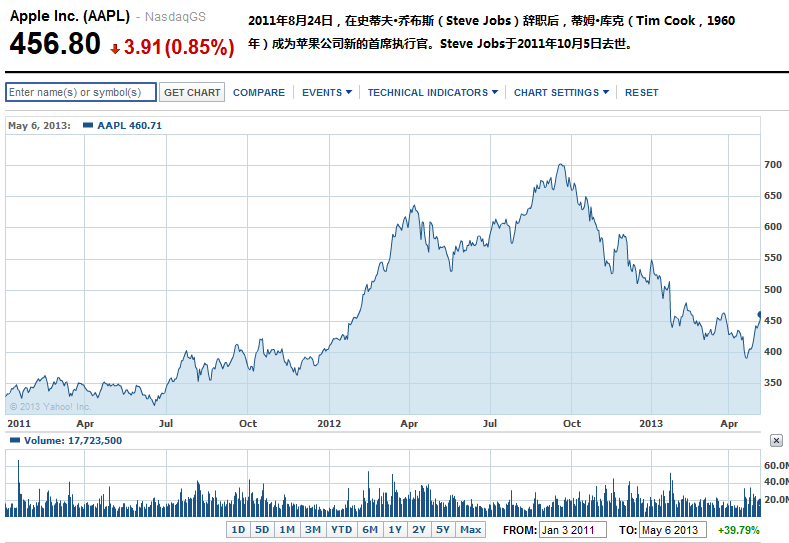 Apple Inc. (AAPL) - NasdaqGS
456.80 3.91(0.85%)
2011年8月24日，在史蒂夫•乔布斯（Steve Jobs）辞职后，蒂姆•库克（Tim Cook，1960
年）成为苹果公司新的首席执行官。Steve Jobs于2011年10月5日去世。
Enter name(s) or symbol(s) GET CHART COMPARE EVENTS TECHNICAL INDICATORS CHART SETTINGS RESET
May 6, 2013: AAPL 460.71
700
650
600
550
500
450
400
350
© 2013 Yahoo! Inc.
2011 Apr Jul Oct 2012 Apr Jul Oct 2013 Apr
Volume: 17,723,500
60.0M
40.0M
20.0M
1D 5D 1M 3M YTD 6M 1Y 2Y 5Y Max FROM: Jan 3 2011 TO: May 6 2013 +39.79%